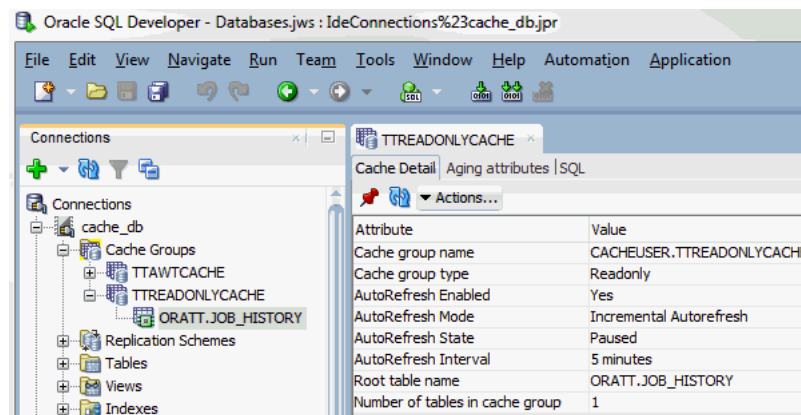 Oracle SQL Developer - Databases.jws : IdeConnections%23cache_db.jpr
File Edit View Navigate Run Team Tools Window Help Automation Application
Connections
Connections
cache_db
Cache Groups
TTAWTCACHE
TTREADONLYCACHE
ORATT.JOB_HISTORY
Replication Schemes
Tables
Views
Indexes
TTREADONLYCACHE
Cache Detail Aging attributes SQL
Actions...
Attribute Value
Cache group name CACHEUSER.TTREADONLYCACHE
Cache group type Readonly
AutoRefresh Enabled Yes
AutoRefresh Mode Incremental Autorefresh
AutoRefresh State Paused
AutoRefresh Interval 5 minutes
Root table name ORATT.JOB_HISTORY
Number of tables in cache group 1